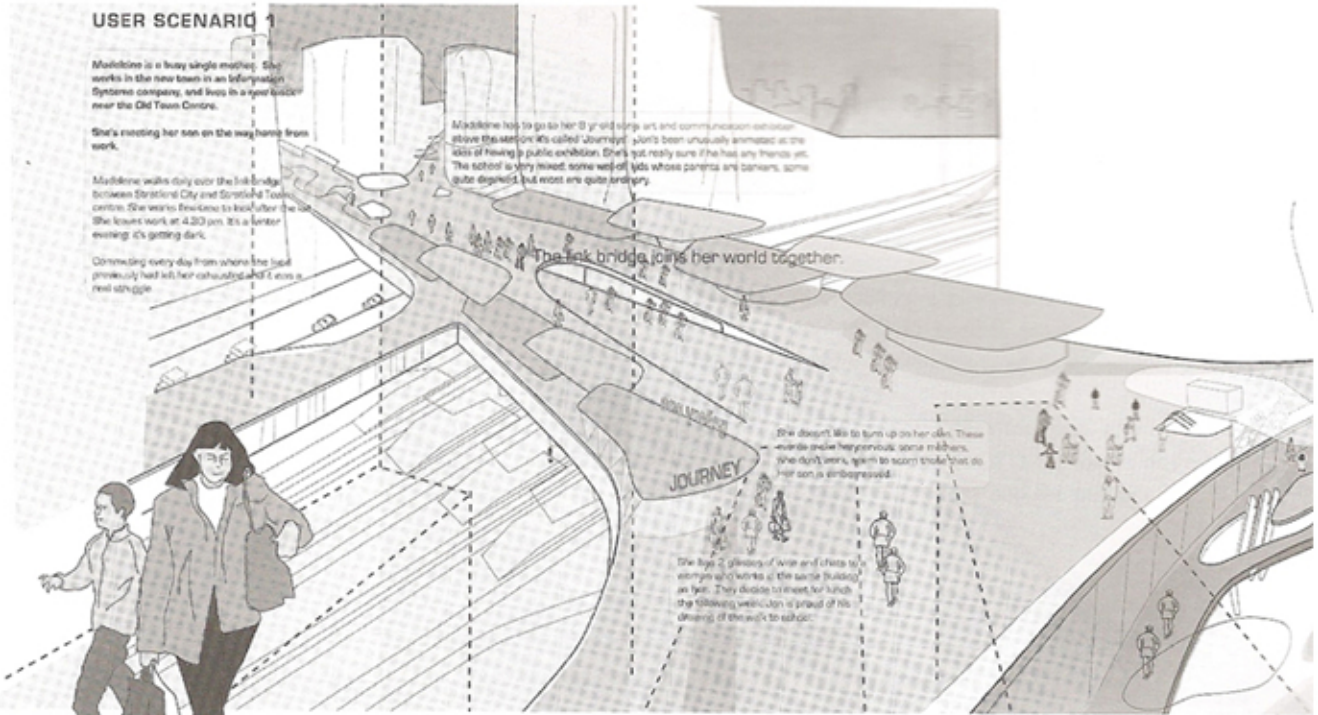 USER SCENARIO 1
Madeleine is a busy single mother. She
works in the new town in an Information
Systems company, and lives in a new block
near the Old Town Centre.
She's meeting her son on the way home from
work.
Madeleine walks daily over the link bridge
between Stratford City and Stratford Town
centre. She works flexi-time to look after the
She leaves work at 4.30 pm. It's a winter
evening: it's getting dark.
Commuting every day from where she lived
previously had left her exhausted and it was a
real struggle.
Madeleine has to go to her 8 yr old sons art and communication exhibition
above the station: it's called 'Journeys'. Jon's been unusually animated at the
idea of having a public exhibition. She's not really sure if he has any friends yet.
The school is very mixed: some well-off kids whose parents are bankers, some
quite deprived, but most are quite ordinary.
The link bridge joins her world together.
JOURNEY
She doesn't like to turn up on her own. These
events make her nervous: some mothers,
who don't work, seem to scorn those that do
Her son is embarrassed.
She has 2 glasses of wine and chats to
woman who works in the same building
as her. They decide to meet for lunch
the following week. Jon is proud of his
drawing of the walk to school.